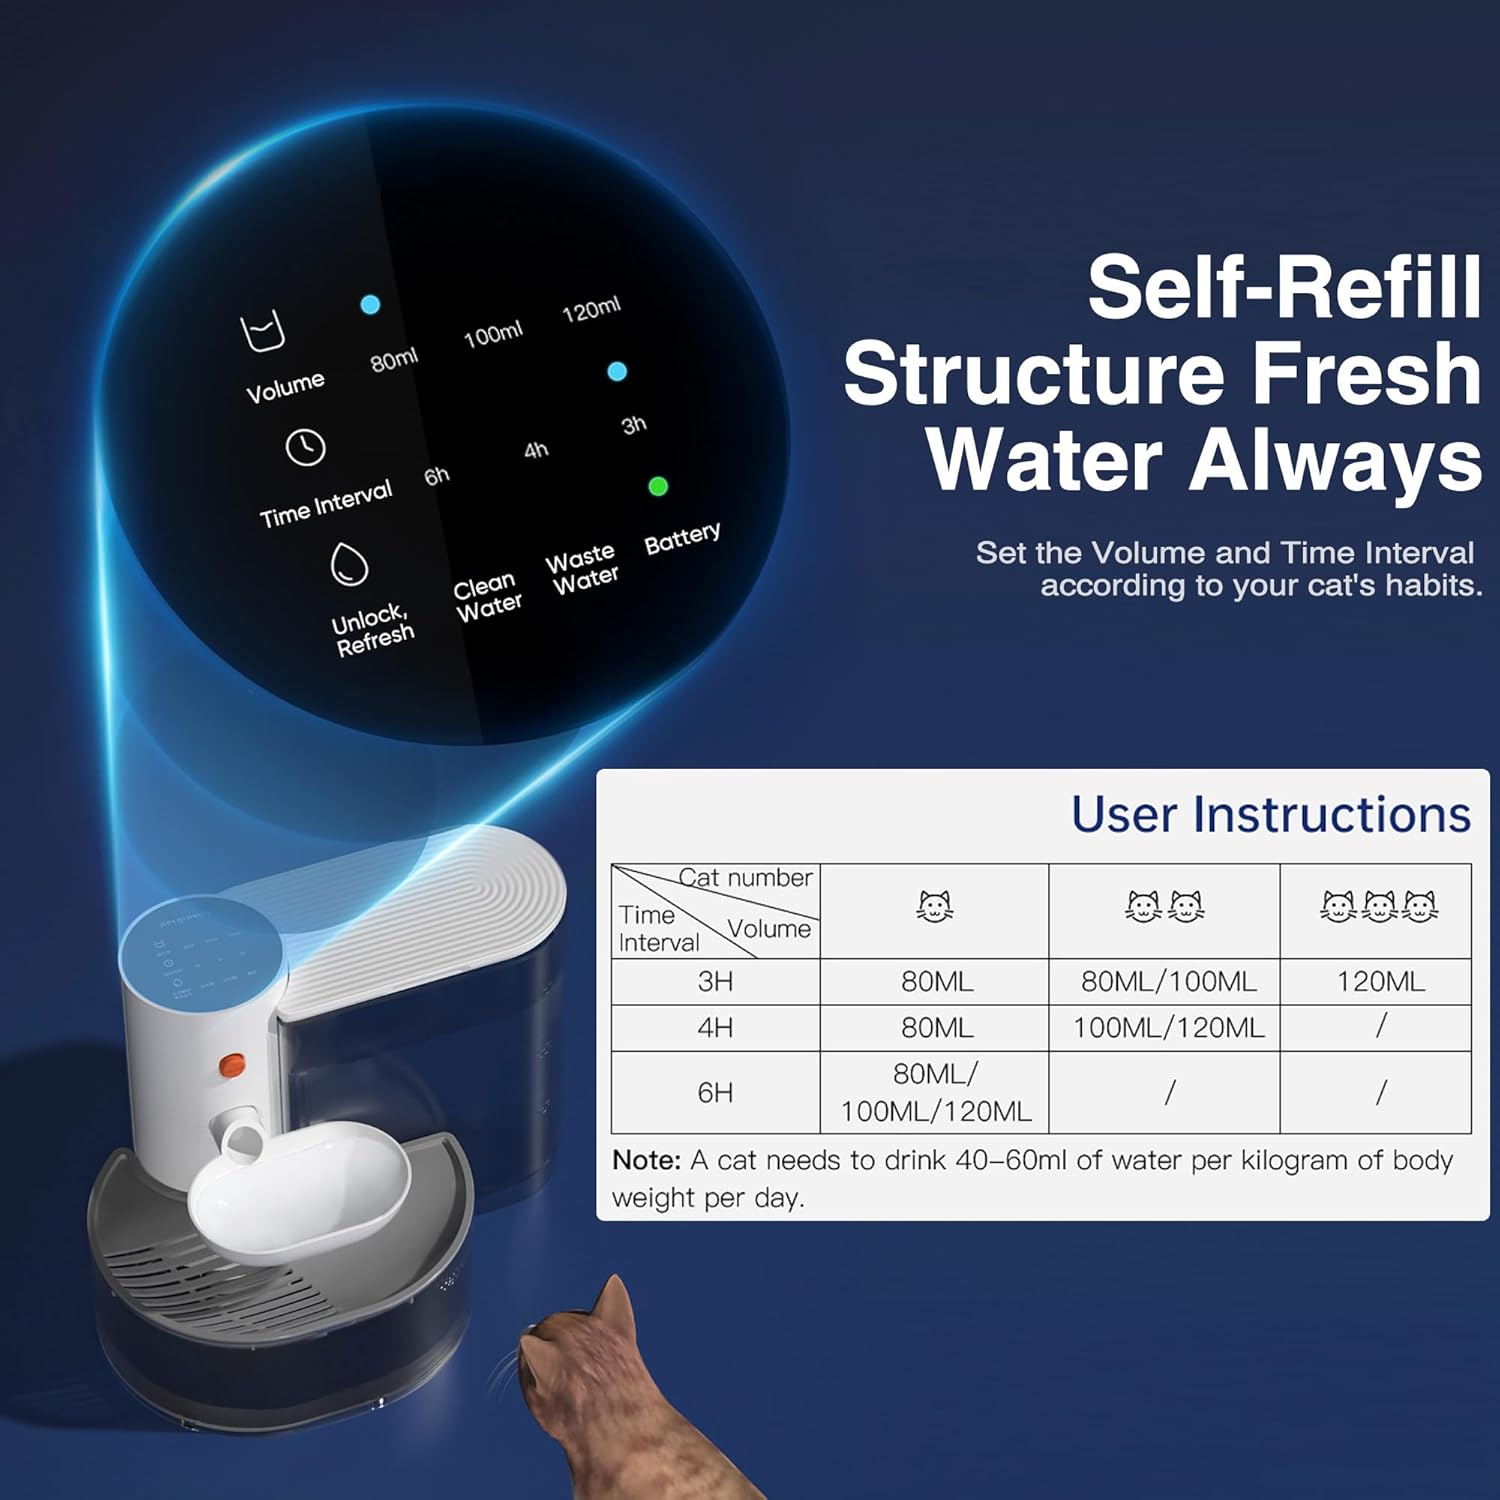 Self-Refill
Structure Fresh
Water Always
Set the Volume and Time Interval
according to your cat's habits.
Volume
80ml
100ml
120ml
Time Interval
6h
4h
3h
Unlock,
Refresh
Clean
Water
Waste
Water
Battery
User Instructions
Cat number
Time
Interval
Volume
3H 80ML 80ML/100ML 120ML
4H 80ML 100ML/120ML /
6H 80ML/
100ML/120ML / /
Note: A cat needs to drink 40–60ml of water per kilogram of body
weight per day.